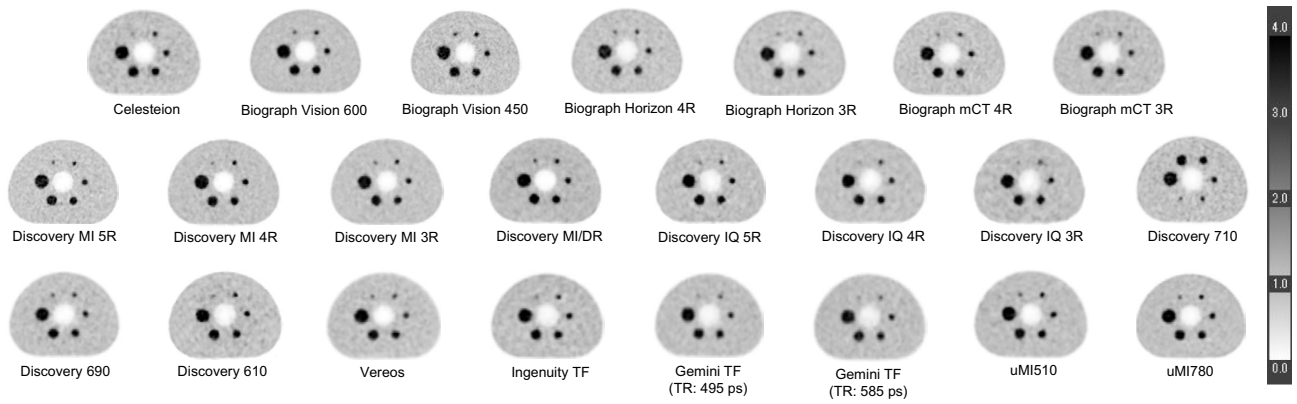 Celesteion
Biograph Vision 600
Biograph Vision 450
Biograph Horizon 4R
Biograph Horizon 3R
Biograph mCT 4R
Biograph mCT 3R
Discovery MI 5R
Discovery MI 4R
Discovery MI 3R
Discovery MI/DR
Discovery IQ 5R
Discovery IQ 4R
Discovery IQ 3R
Discovery 710
Discovery 690
Discovery 610
Vereos
Ingenuity TF
Gemini TF
(TR: 495 ps)
Gemini TF
(TR: 585 ps)
uMI510
uMI780
4.0
3.0
2.0
1.0
0.0